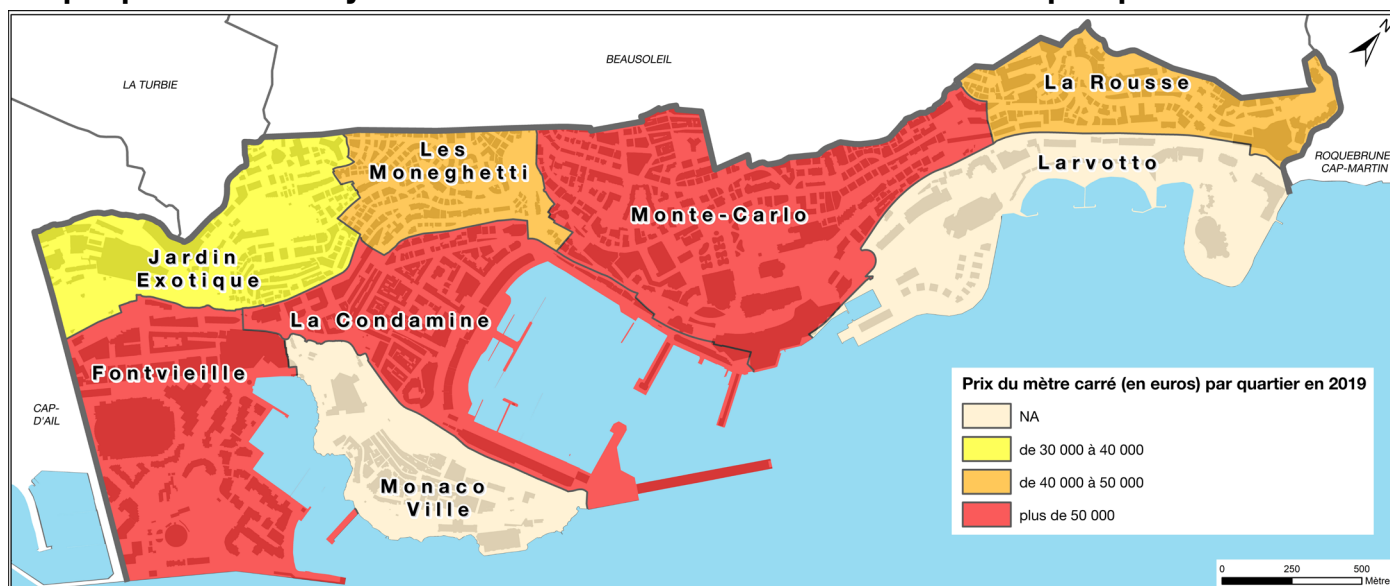 LA TURBIE
BEAUSOLEIL
N
La Rousse
Les
Moneghetti
Larvotto
ROQUEBRUNE
CAP-MARTIN
Monte-Carlo
Jardin
Exotique
La Condamine
Fontvieille
CAP-
D'AIL
Monaco
Ville
Prix du mètre carré (en euros) par quartier en 2019
NA
de 30 000 à 40 000
de 40 000 à 50 000
plus de 50 000
0 250 500
Mètre